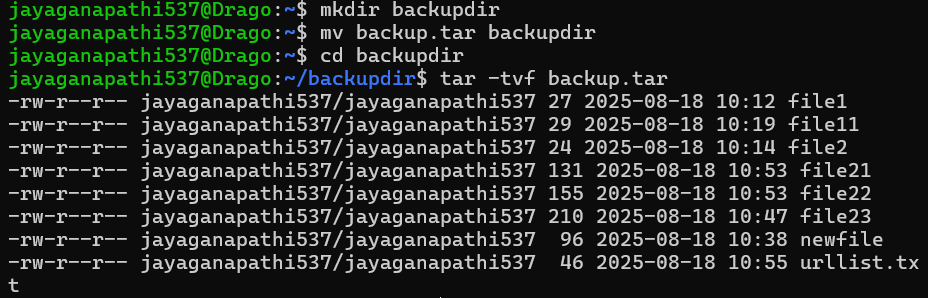 jayaganapathi537@Drago:~$ mkdir backupdir
jayaganapathi537@Drago:~$ mv backup.tar backupdir
jayaganapathi537@Drago:~$ cd backupdir
jayaganapathi537@Drago:~/backupdir$ tar -tvf backup.tar
-rw-r--r-- jayaganapathi537/jayaganapathi537 27 2025-08-18 10:12 file1
-rw-r--r-- jayaganapathi537/jayaganapathi537 29 2025-08-18 10:19 file11
-rw-r--r-- jayaganapathi537/jayaganapathi537 24 2025-08-18 10:14 file2
-rw-r--r-- jayaganapathi537/jayaganapathi537 131 2025-08-18 10:53 file21
-rw-r--r-- jayaganapathi537/jayaganapathi537 155 2025-08-18 10:53 file22
-rw-r--r-- jayaganapathi537/jayaganapathi537 210 2025-08-18 10:47 file23
-rw-r--r-- jayaganapathi537/jayaganapathi537  96 2025-08-18 10:38 newfile
-rw-r--r-- jayaganapathi537/jayaganapathi537  46 2025-08-18 10:55 urllist.tx
t